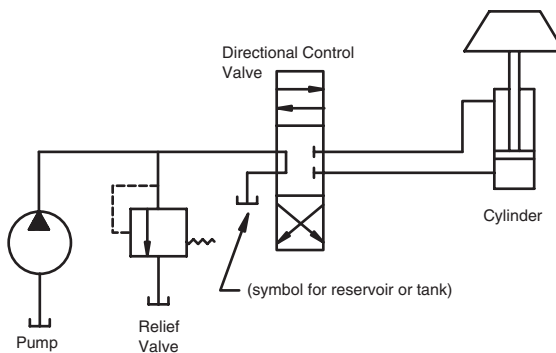 Directional Control
Valve
Cylinder
(symbol for reservoir or tank)
Pump
Relief
Valve